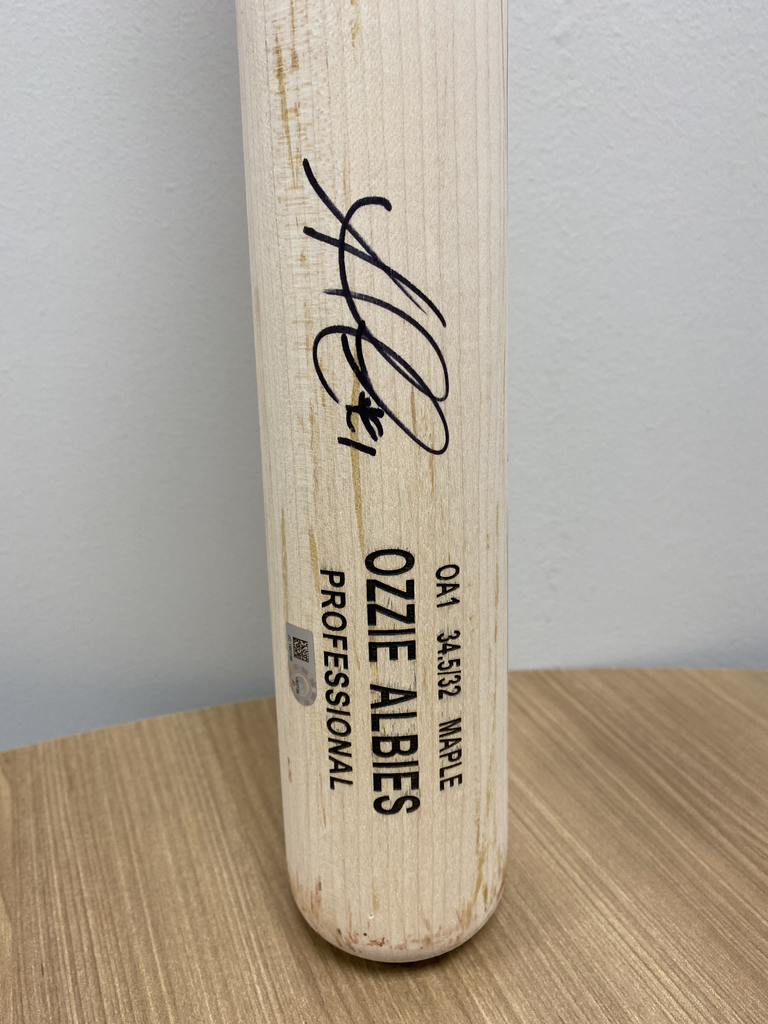 OA1 34.5/32 MAPLE
OZZIE ALBIES
PROFESSIONAL